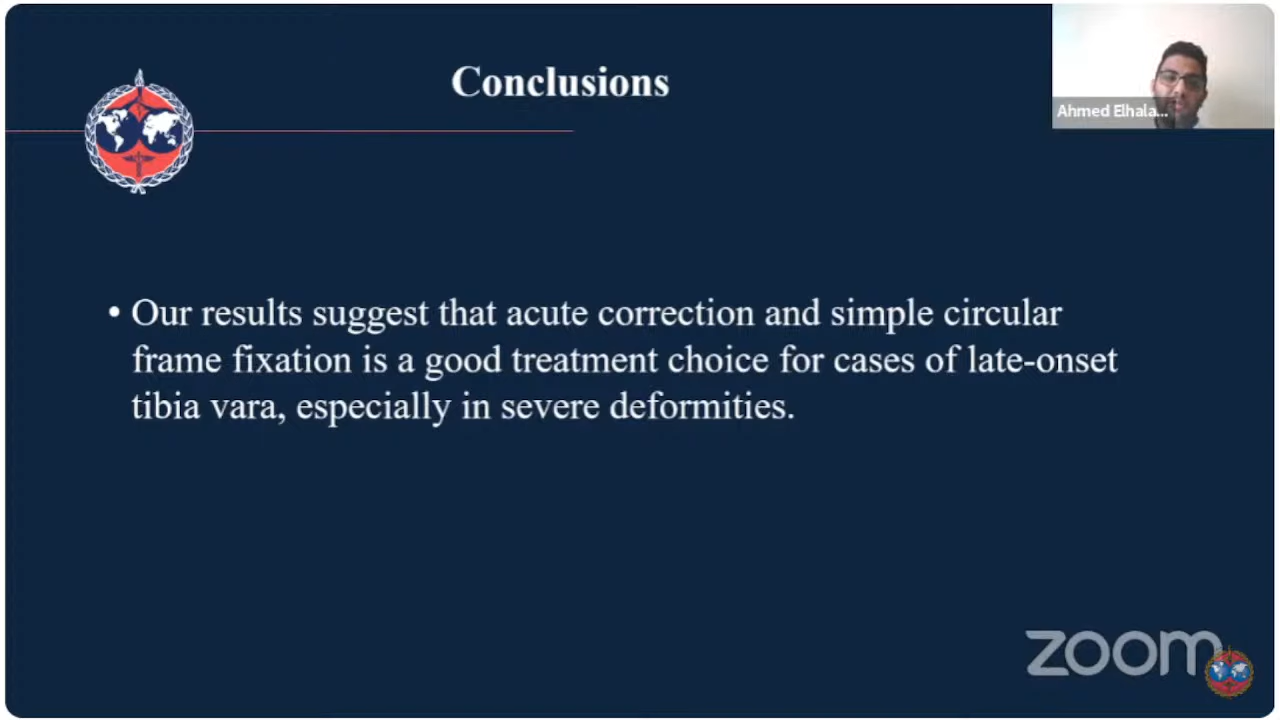 Conclusions
Ahmed Elhala...
• Our results suggest that acute correction and simple circular
frame fixation is a good treatment choice for cases of late-onset
tibia vara, especially in severe deformities.
zoom